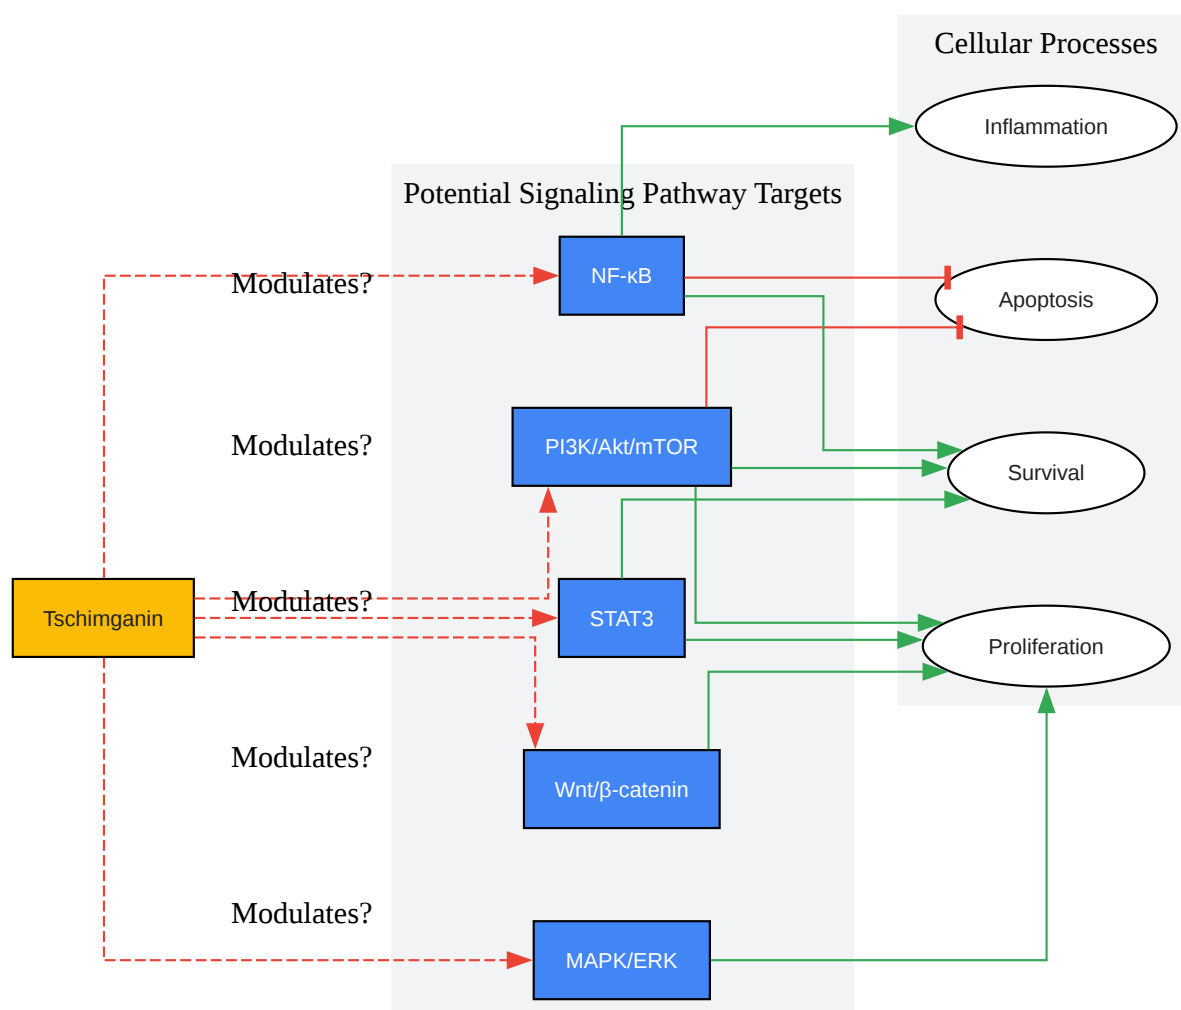 Cellular Processes
Inflammation
Potential Signaling Pathway Targets
Modulates?
NF-κB
Apoptosis
Modulates?
PI3K/Akt/mTOR
Survival
Tschimganin
Modulates?
STAT3
Proliferation
Modulates?
Wnt/β-catenin
Modulates?
MAPK/ERK